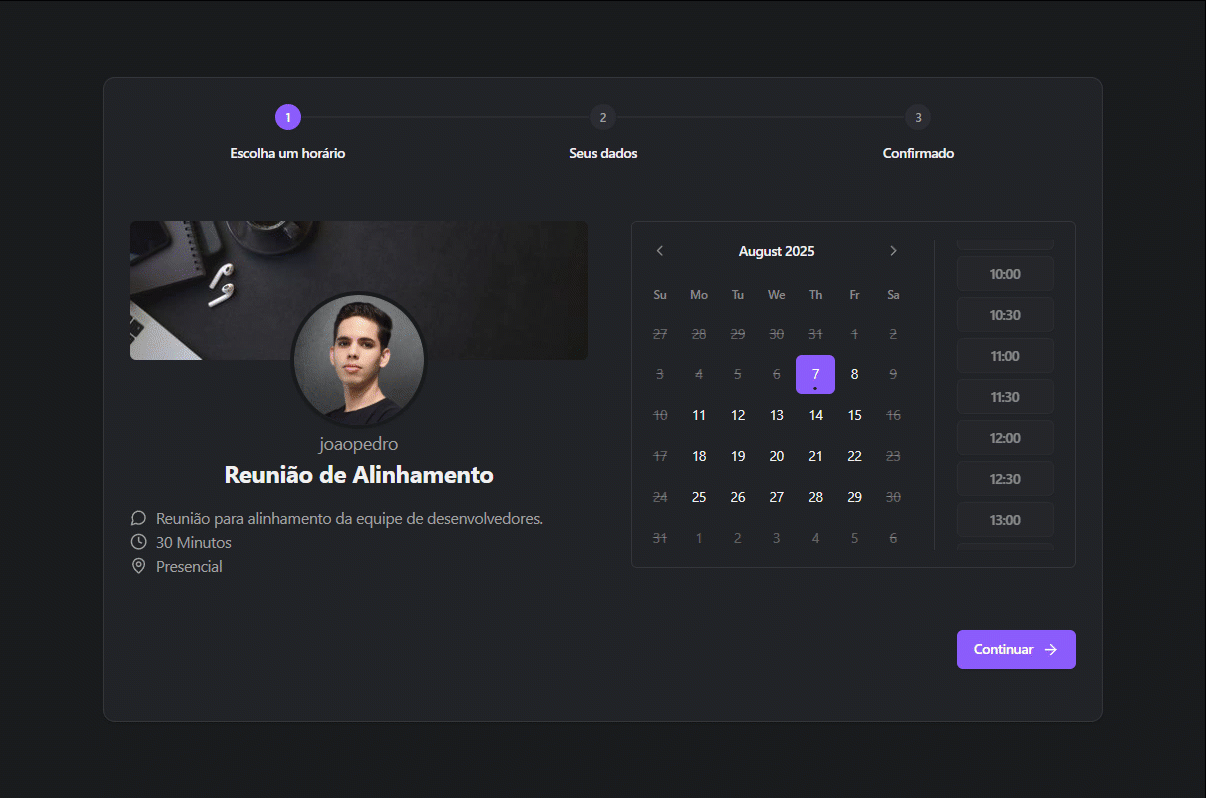 1
2
3
Escolha um horário
Seus dados
Confirmado
joaopedro
Reunião de Alinhamento
Reunião para alinhamento da equipe de desenvolvedores.
30 Minutos
Presencial
August 2025
Su Mo Tu We Th Fr Sa
27 28 29 30 31 1 2
3 4 5 6 7 8 9
10 11 12 13 14 15 16
17 18 19 20 21 22 23
24 25 26 27 28 29 30
31 1 2 3 4 5 6
10:00
10:30
11:00
11:30
12:00
12:30
13:00
Continuar